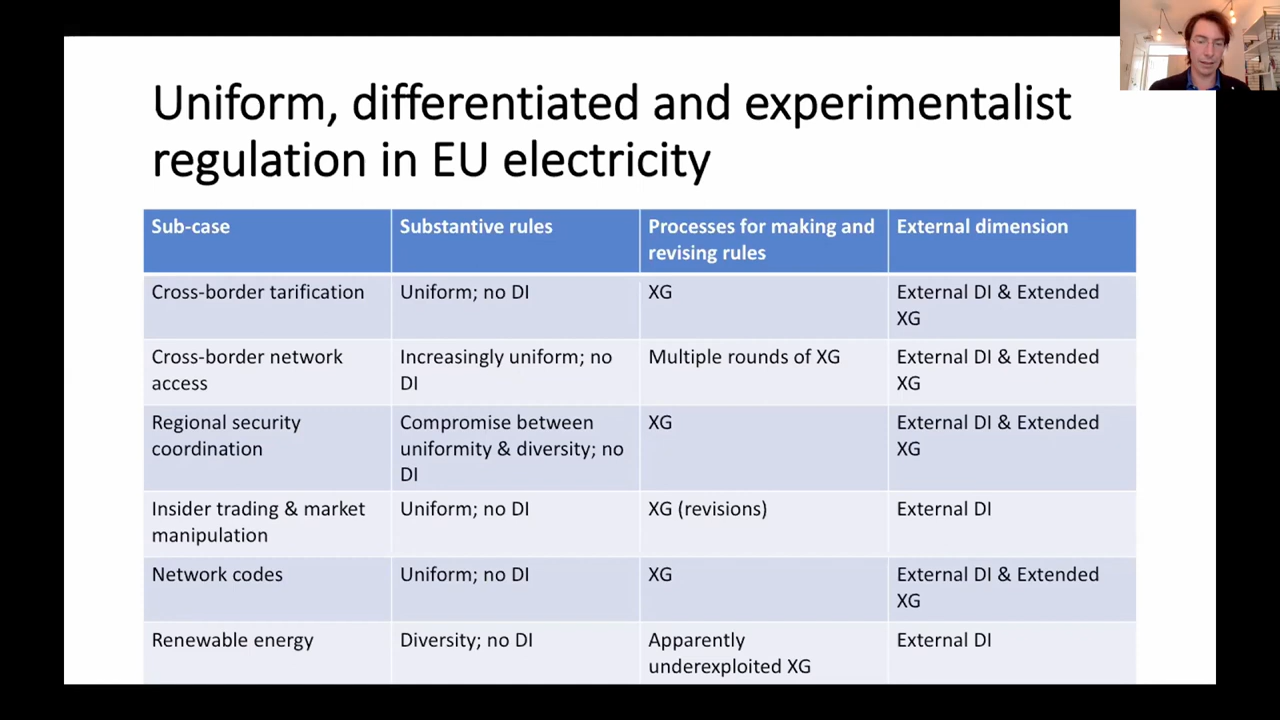 Uniform, differentiated and experimentalist
regulation in EU electricity
Sub-case
Substantive rules
Processes for making and
revising rules
External dimension
Cross-border tarification
Uniform; no DI
XG
External DI & Extended
XG
Cross-border network
access
Increasingly uniform; no
DI
Multiple rounds of XG
External DI & Extended
XG
Regional security
coordination
Compromise between
uniformity & diversity; no
DI
XG
External DI & Extended
XG
Insider trading & market
manipulation
Uniform; no DI
XG (revisions)
External DI
Network codes
Uniform; no DI
XG
External DI & Extended
XG
Renewable energy
Diversity; no DI
Apparently
underexploited XG
External DI